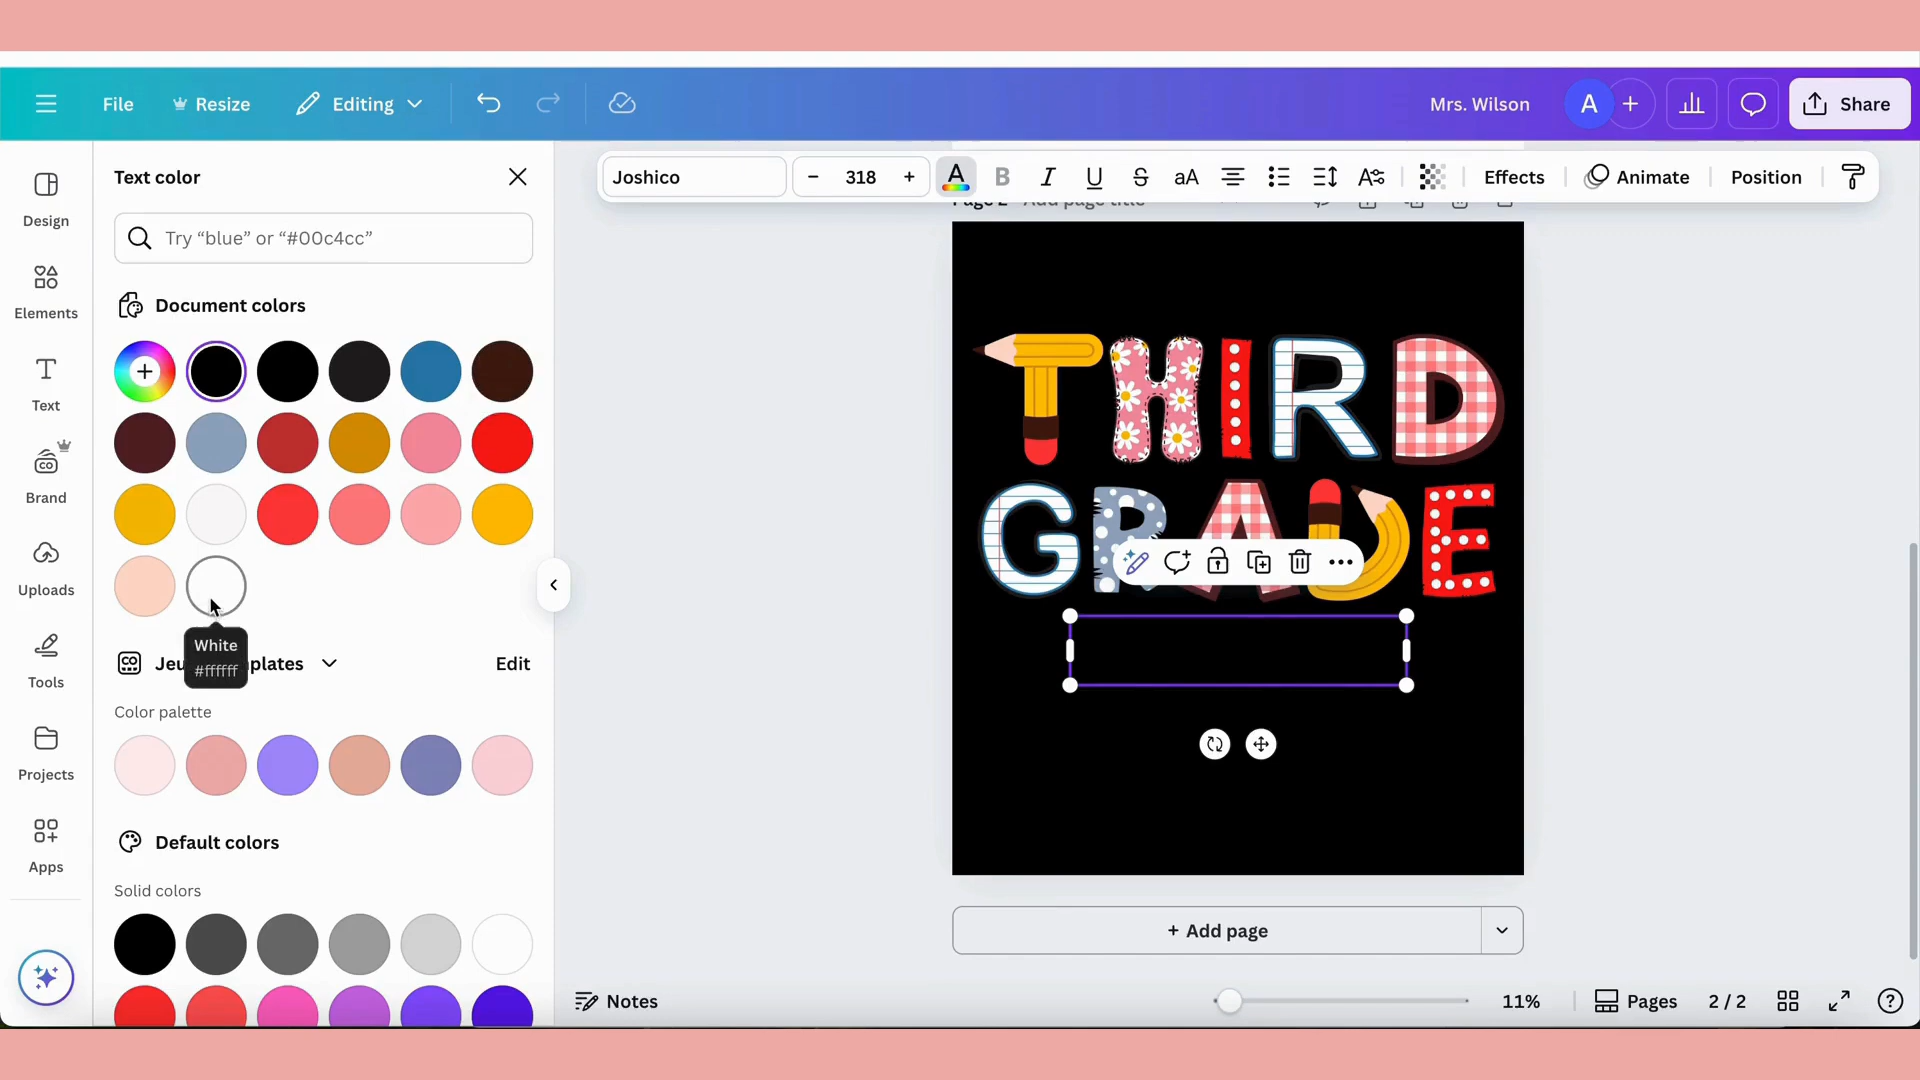 File
Resize
Editing
Mrs. Wilson
A
Share
Design
Elements
Text
Brand
Uploads
Tools
Projects
Apps
Text color
Try “blue” or “#00c4cc”
Document colors
White
#ffffff
Edit
Color palette
Default colors
Solid colors
Joshico
- 318 +
A B I U S aA
Effects
Animate
Position
Page 2 - Add page title
THIRD
GRADE
+ Add page
Notes
11%
Pages
2 / 2